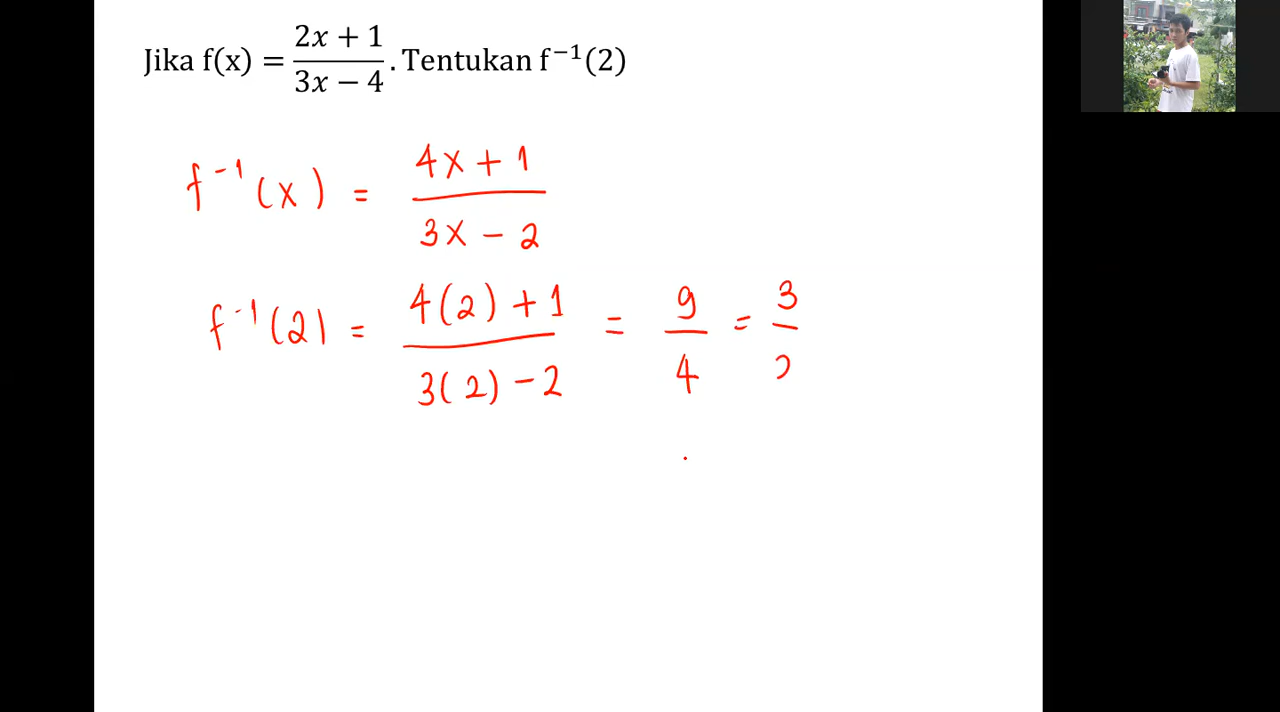 Jika f(x) = (2x + 1)/(3x − 4). Tentukan f⁻¹(2)
f⁻¹(x) = (4x + 1)/(3x − 2)
f⁻¹(2) = (4(2) + 1)/(3(2) − 2) = 9/4 = 3/2